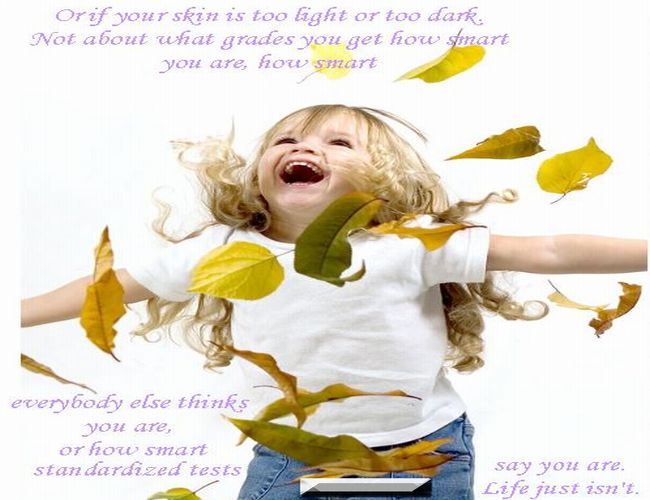 Or if your skin is too light or too dark.
Not about what grades you get how smart
you are, how smart
everybody else thinks
you are,
or how smart
standardized tests
say you are.
Life just isn't.